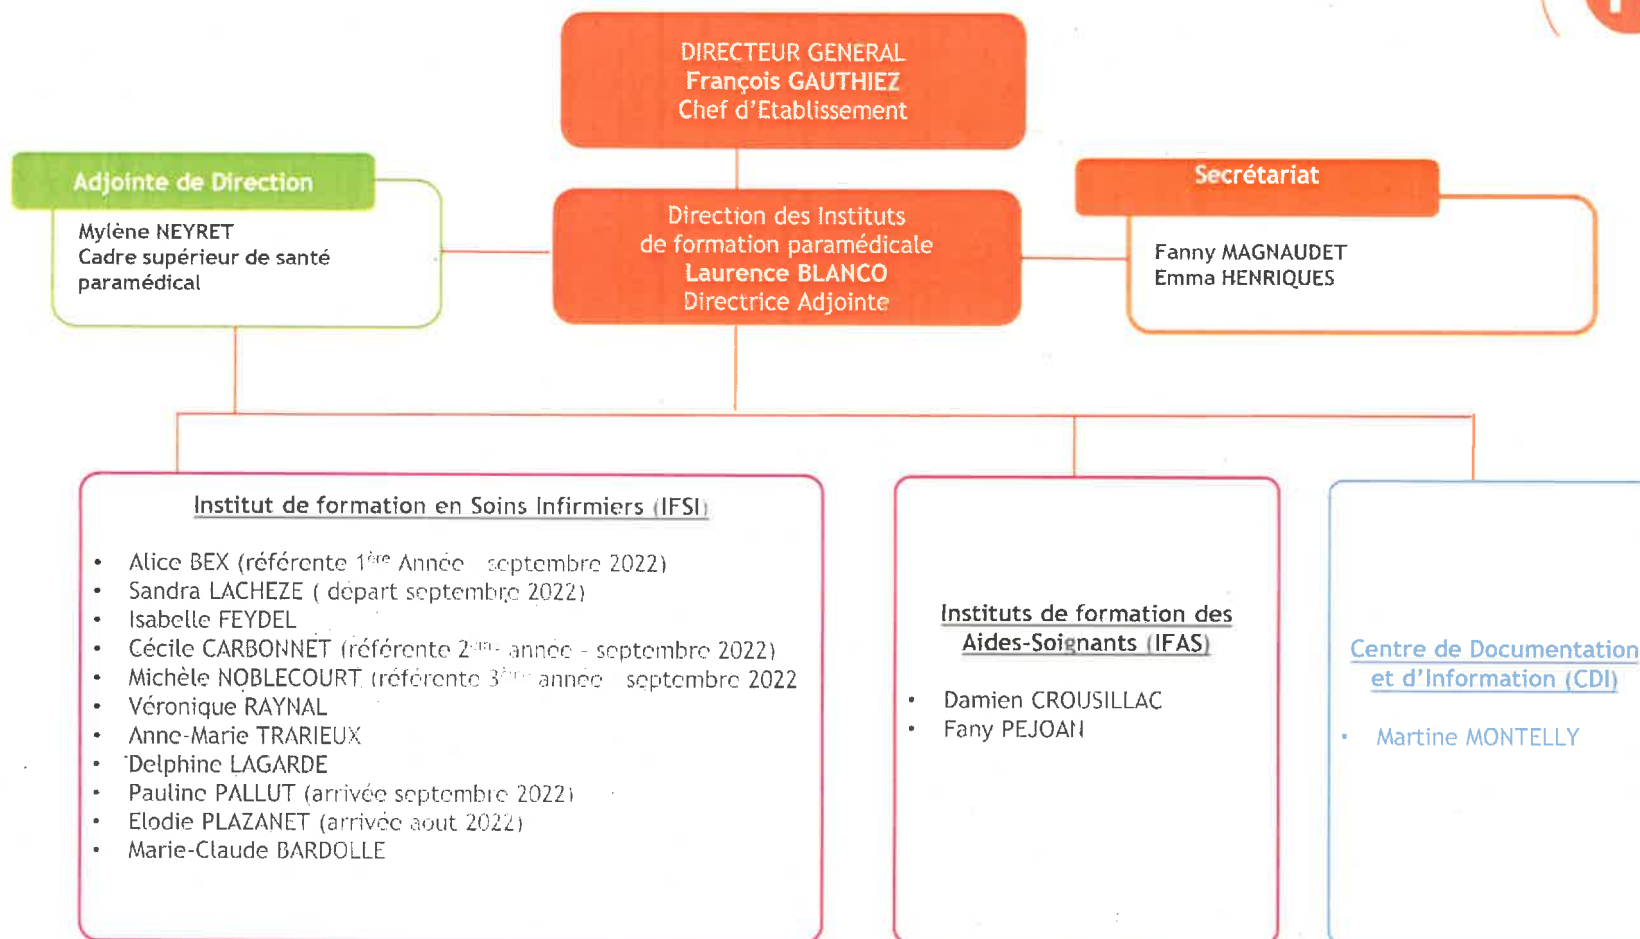 DIRECTEUR GENERAL
François GAUTHIEZ
Chef d'Etablissement
Adjointe de Direction
Mylène NEYRET
Cadre supérieur de santé
paramédical
Direction des Instituts
de formation paramédicale
Laurence BLANCO
Directrice Adjointe
Secrétariat
Fanny MAGNAUDET
Emma HENRIQUES
Institut de formation en Soins Infirmiers (IFSI)
• Alice BEX (référente 1ère Année septembre 2022)
• Sandra LACHEZE ( départ septembre 2022)
• Isabelle FEYDEL
• Cécile CARBONNET (référente année - septembre 2022)
• Michèle NOBLECOURT (référente année septembre 2022
• Véronique RAYNAL
• Anne-Marie TRARIEUX
• Delphine LAGARDE
• Pauline PALLUT (arrivée septembre 2022)
• Elodie PLAZANET (arrivée aout 2022)
• Marie-Claude BARDOLLE
Instituts de formation des
Aides-Soignants (IFAS)
• Damien CROUSILLAC
• Fany PEJOAN
Centre de Documentation
et d'Information (CDI)
• Martine MONTELLY